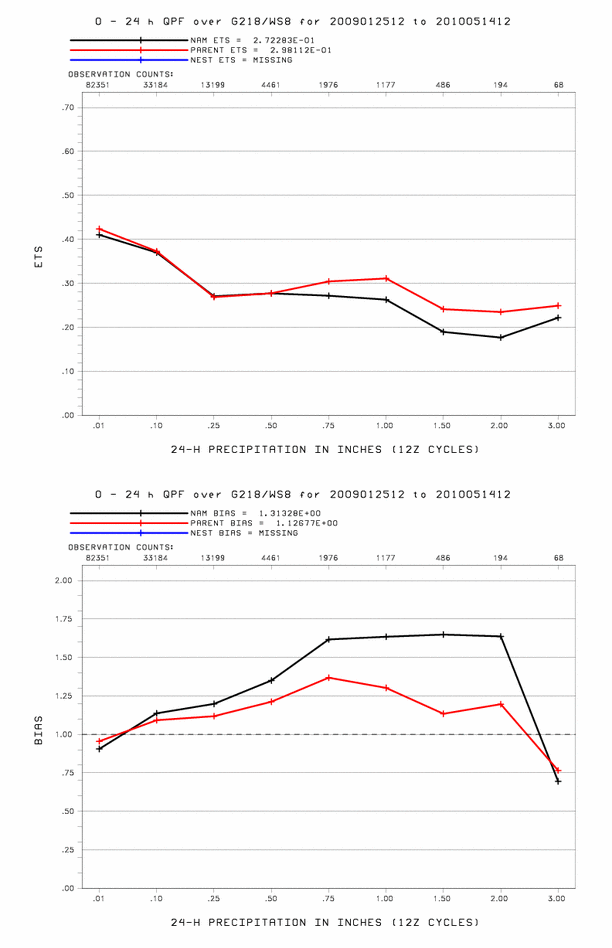 0 - 24 h QPF over G218/WS8 for 2009012512 to 2010051412
NAM ETS = 2.72283E-01
PARENT ETS = 2.98112E-01
NEST ETS = MISSING
OBSERVATION COUNTS:
82351 33184 13199 4461 1976 1177 486 194 68
.70
.60
.50
.40
.30
.20
.10
.00
ETS
.01 .10 .25 .50 .75 1.00 1.50 2.00 3.00
24-H PRECIPITATION IN INCHES (12Z CYCLES)
0 - 24 h QPF over G218/WS8 for 2009012512 to 2010051412
NAM BIAS = 1.31328E+00
PARENT BIAS = 1.12677E+00
NEST BIAS = MISSING
OBSERVATION COUNTS:
82351 33184 13199 4461 1976 1177 486 194 68
2.00
1.75
1.50
1.25
1.00
.75
.50
.25
.00
BIAS
.01 .10 .25 .50 .75 1.00 1.50 2.00 3.00
24-H PRECIPITATION IN INCHES (12Z CYCLES)